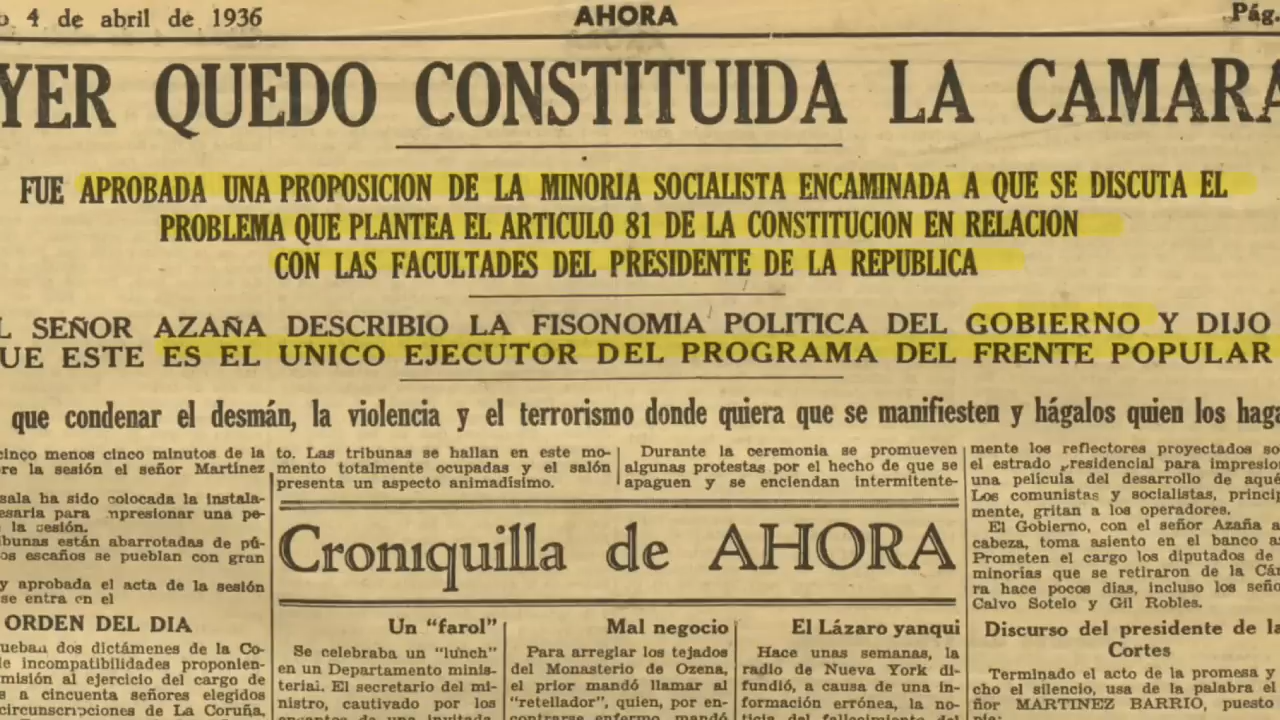 4 de abril de 1936
AHORA
Pág.
YER QUEDO CONSTITUIDA LA CAMARA
FUE APROBADA UNA PROPOSICION DE LA MINORIA SOCIALISTA ENCAMINADA A QUE SE DISCUTA EL
PROBLEMA QUE PLANTEA EL ARTICULO 81 DE LA CONSTITUCION EN RELACION
CON LAS FACULTADES DEL PRESIDENTE DE LA REPUBLICA
L SEÑOR AZAÑA DESCRIBIO LA FISONOMIA POLITICA DEL GOBIERNO Y DIJO
UE ESTE ES EL UNICO EJECUTOR DEL PROGRAMA DEL FRENTE POPULAR
que condenar el desmán, la violencia y el terrorismo donde quiera que se manifiesten y hágalos quien los haga
cinco menos cinco minutos de la
re la sesión el señor Martínez
sala ha sido colocada la instala-
esaria para mpresionar una pe-
la sesión.
ibunas están abarrotadas de pú-
os escaños se pueblan con gran
y aprobada el acta de la sesión
se entra en el
ORDEN DEL DIA
ueban dos dictámenes de la Co-
e incompatibilidades proponien-
misión al ejercicio del cargo de
s a cincuenta señores elegidos
circunscripciones de La Coruña,
to. Las tribunas se hallan en este mo-
mento totalmente ocupadas y el salón
presenta un aspecto animadísimo.
Durante la ceremonia se promueven
algunas protestas por el hecho de que se
apaguen y se enciendan intermitente-
Croniquilla de AHORA
Un "farol"
Se celebraba un "lunch"
en un Departamento minis-
terial. El secretario del mi-
nistro, cautivado por los
encantos de una invitada
Mal negocio
Para arreglar los tejados
del Monasterio de Ozena,
el prior mandó llamar al
"retellador", quien, por en-
contrarse enfermo, mandó
El Lázaro yanqui
Hace unas semanas, la
radio de Nueva York di-
fundió, a causa de una in-
formación errónea, la no-
ticia del fallecimiento del
mente los reflectores proyectados so
el estrado presidencial para impresion
una película del desarrollo de aqué
Los comunistas y socialistas, princip
mente, gritan a los operadores.
El Gobierno, con el señor Azaña a
cabeza, toma asiento en el banco az
Prometen el cargo los diputados de
minorías que se retiraron de la Cá
ra hace pocos días, incluso los seño
Calvo Sotelo y Gil Robles.
Discurso del presidente de la
Cortes
Terminado el acto de la promesa y
cho el silencio, usa de la palabra el
ñor MARTINEZ BARRIO, puesto